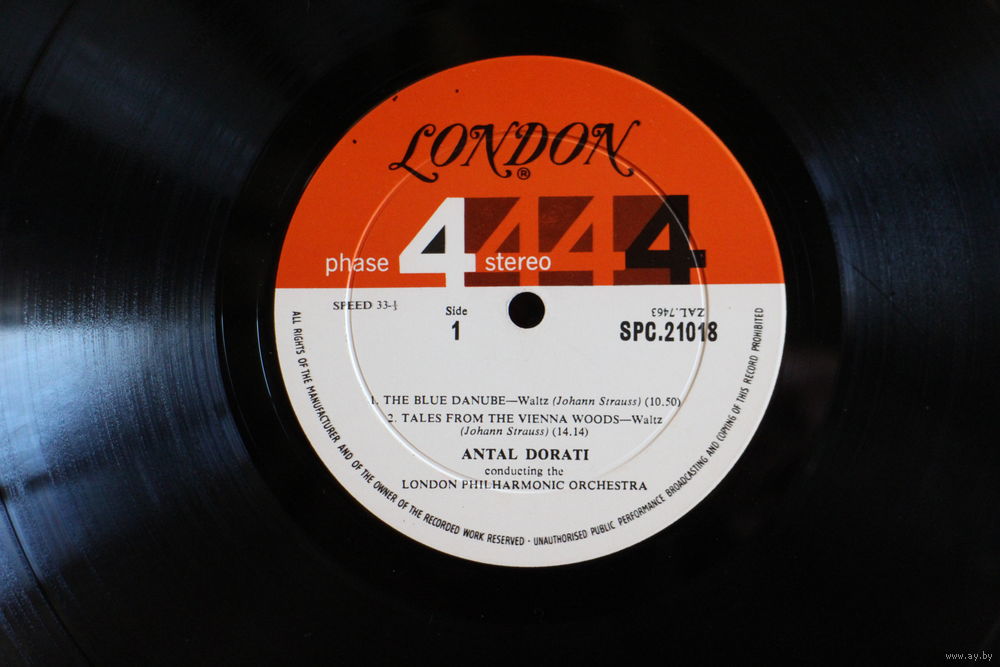 LONDON
®
phase 4 stereo 444
SPEED 33-⅓
Side
1
ZAL.7463
SPC.21018
1. THE BLUE DANUBE—Waltz (Johann Strauss) (10.50)
2. TALES FROM THE VIENNA WOODS—Waltz
(Johann Strauss) (14.14)
ANTAL DORATI
conducting the
LONDON PHILHARMONIC ORCHESTRA
ALL RIGHTS OF THE MANUFACTURER AND OF THE OWNER OF THE RECORDED WORK RESERVED · UNAUTHORISED PUBLIC PERFORMANCE BROADCASTING AND COPYING OF THIS RECORD PROHIBITED
www.ay.by